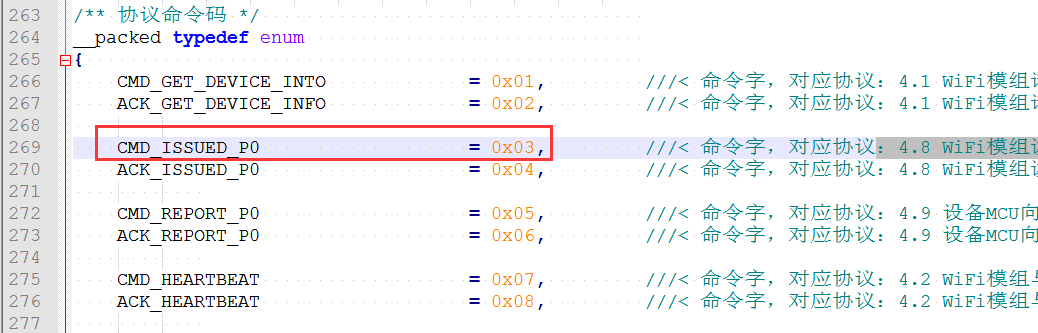 263 /** 协议命令码 */
264 __packed typedef enum
265 {
266 CMD_GET_DEVICE_INTO = 0x01, ///< 命令字，对应协议：4.1 WiFi模组
267 ACK_GET_DEVICE_INFO = 0x02, ///< 命令字，对应协议：4.1 WiFi模组
268
269 CMD_ISSUED_P0 = 0x03, ///< 命令字，对应协议：4.8 WiFi模组
270 ACK_ISSUED_P0 = 0x04, ///< 命令字，对应协议：4.8 WiFi模组
271
272 CMD_REPORT_P0 = 0x05, ///< 命令字，对应协议：4.9 设备MCU向
273 ACK_REPORT_P0 = 0x06, ///< 命令字，对应协议：4.9 设备MCU向
274
275 CMD_HEARTBEAT = 0x07, ///< 命令字，对应协议：4.2 WiFi模组
276 ACK_HEARTBEAT = 0x08, ///< 命令字，对应协议：4.2 WiFi模组
277